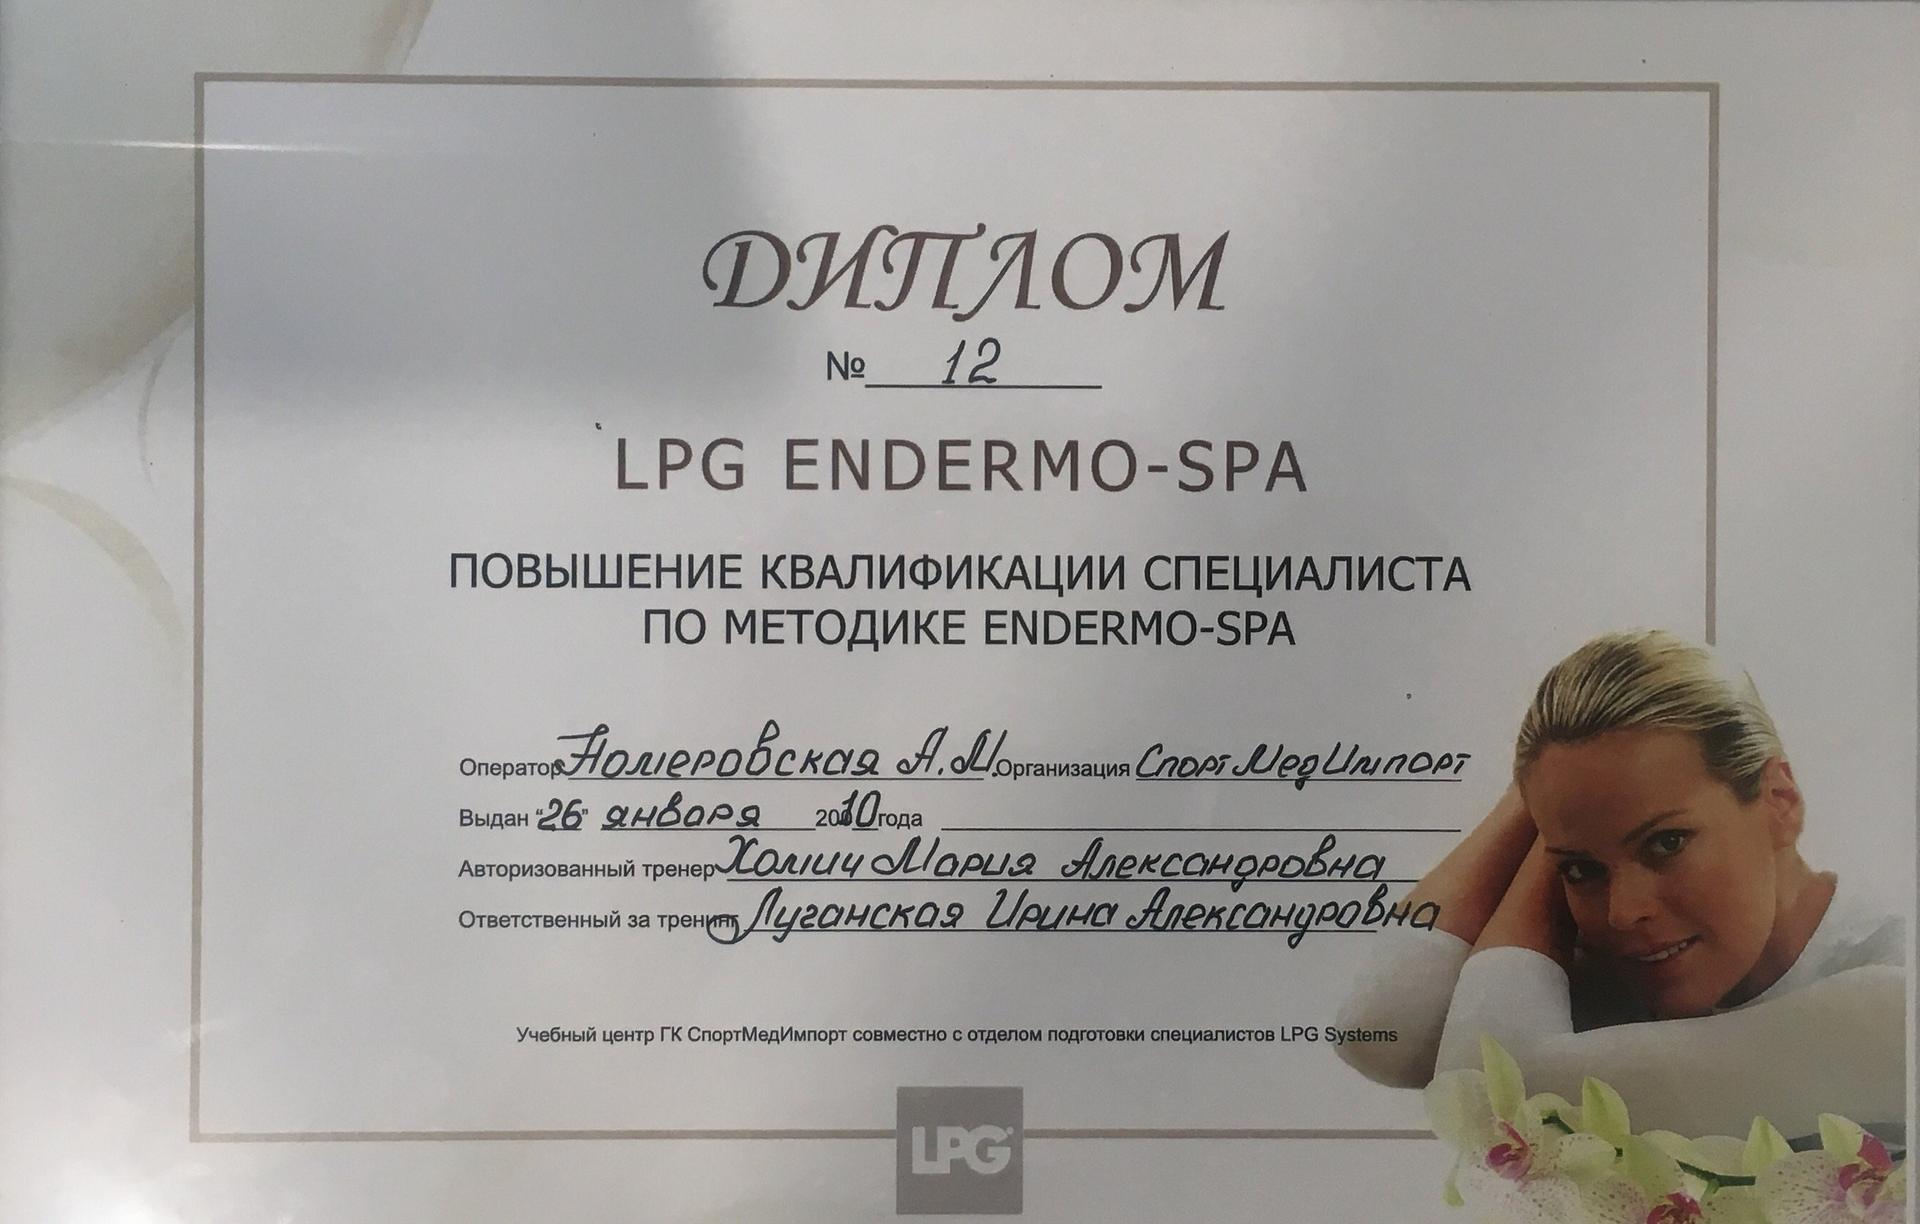 ДИПЛОМ
№ 12
LPG ENDERMO-SPA
ПОВЫШЕНИЕ КВАЛИФИКАЦИИ СПЕЦИАЛИСТА
ПО МЕТОДИКЕ ENDERMO-SPA
Оператор Номеровская А.М. Организация СпортМедИмпорт
Выдан "26" января 2010 года
Авторизованный тренер Холич Мария Александровна
Ответственный за тренинг Луганская Ирина Александровна
Учебный центр ГК СпортМедИмпорт совместно с отделом подготовки специалистов LPG Systems
LPG